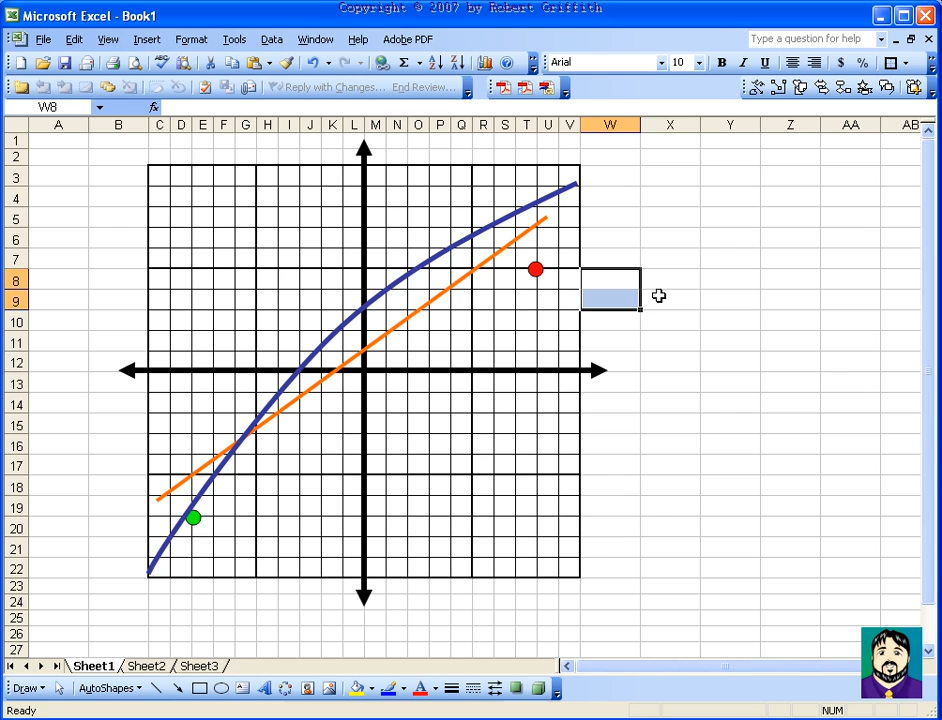 Copyright © 2007 by Robert Griffith
Microsoft Excel - Book1
File Edit View Insert Format Tools Data Window Help Adobe PDF
Type a question for help
Arial 10 B U $ %
Reply with Changes... End Review...
W8 fx
A B C D E F G H I J K L M N O P Q R S T U V W X Y Z AA AB
1
2
3
4
5
6
7
8
9
10
11
12
13
14
15
16
17
18
19
20
21
22
23
24
25
26
27
Sheet1 Sheet2 Sheet3
Draw AutoShapes A A
Ready NUM